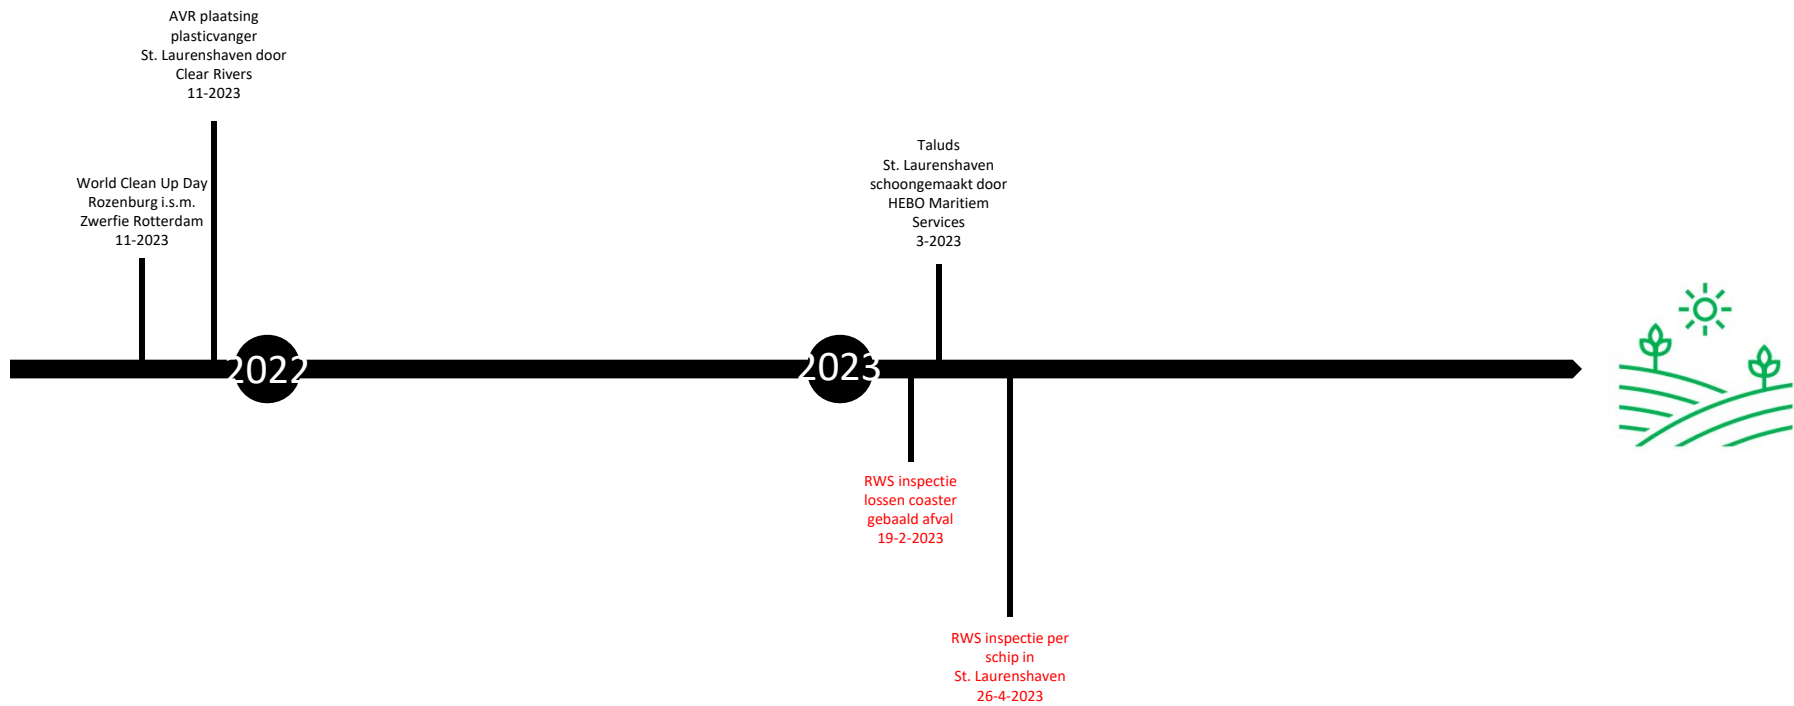 AVR plaatsing
plasticvanger
St. Laurenshaven door
Clear Rivers
11-2023
World Clean Up Day
Rozenburg i.s.m.
Zwerfie Rotterdam
11-2023
Taluds
St. Laurenshaven
schoongemaakt door
HEBO Maritiem
Services
3-2023
2022
2023
RWS inspectie
lossen coaster
gebaald afval
19-2-2023
RWS inspectie per
schip in
St. Laurenshaven
26-4-2023